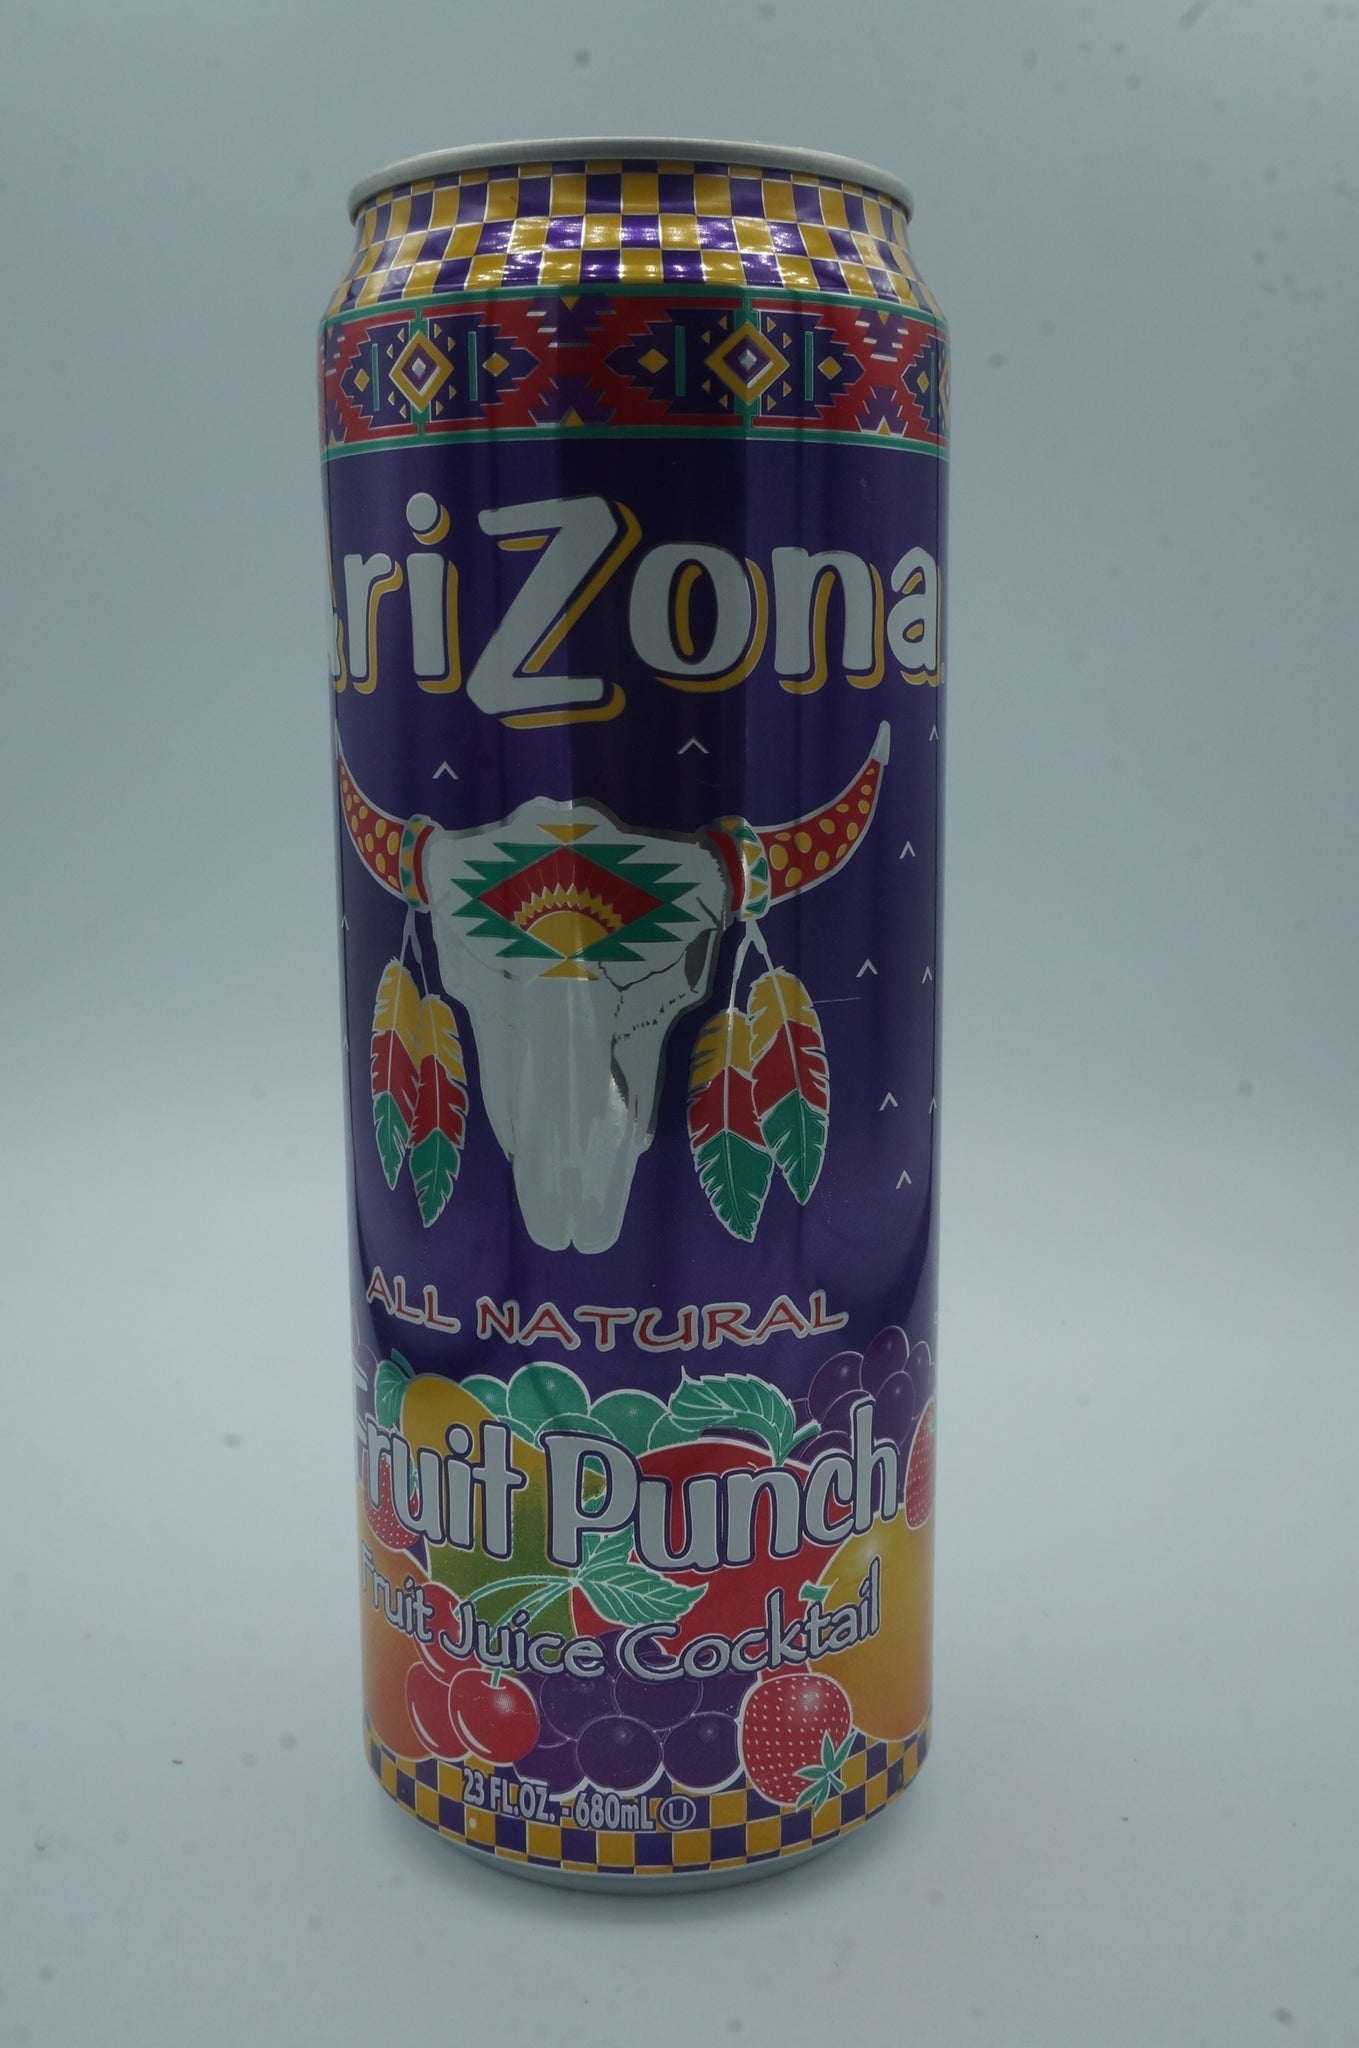 AriZona
ALL NATURAL
Fruit Punch
Fruit Juice Cocktail
23 FL.OZ. - 680mL U